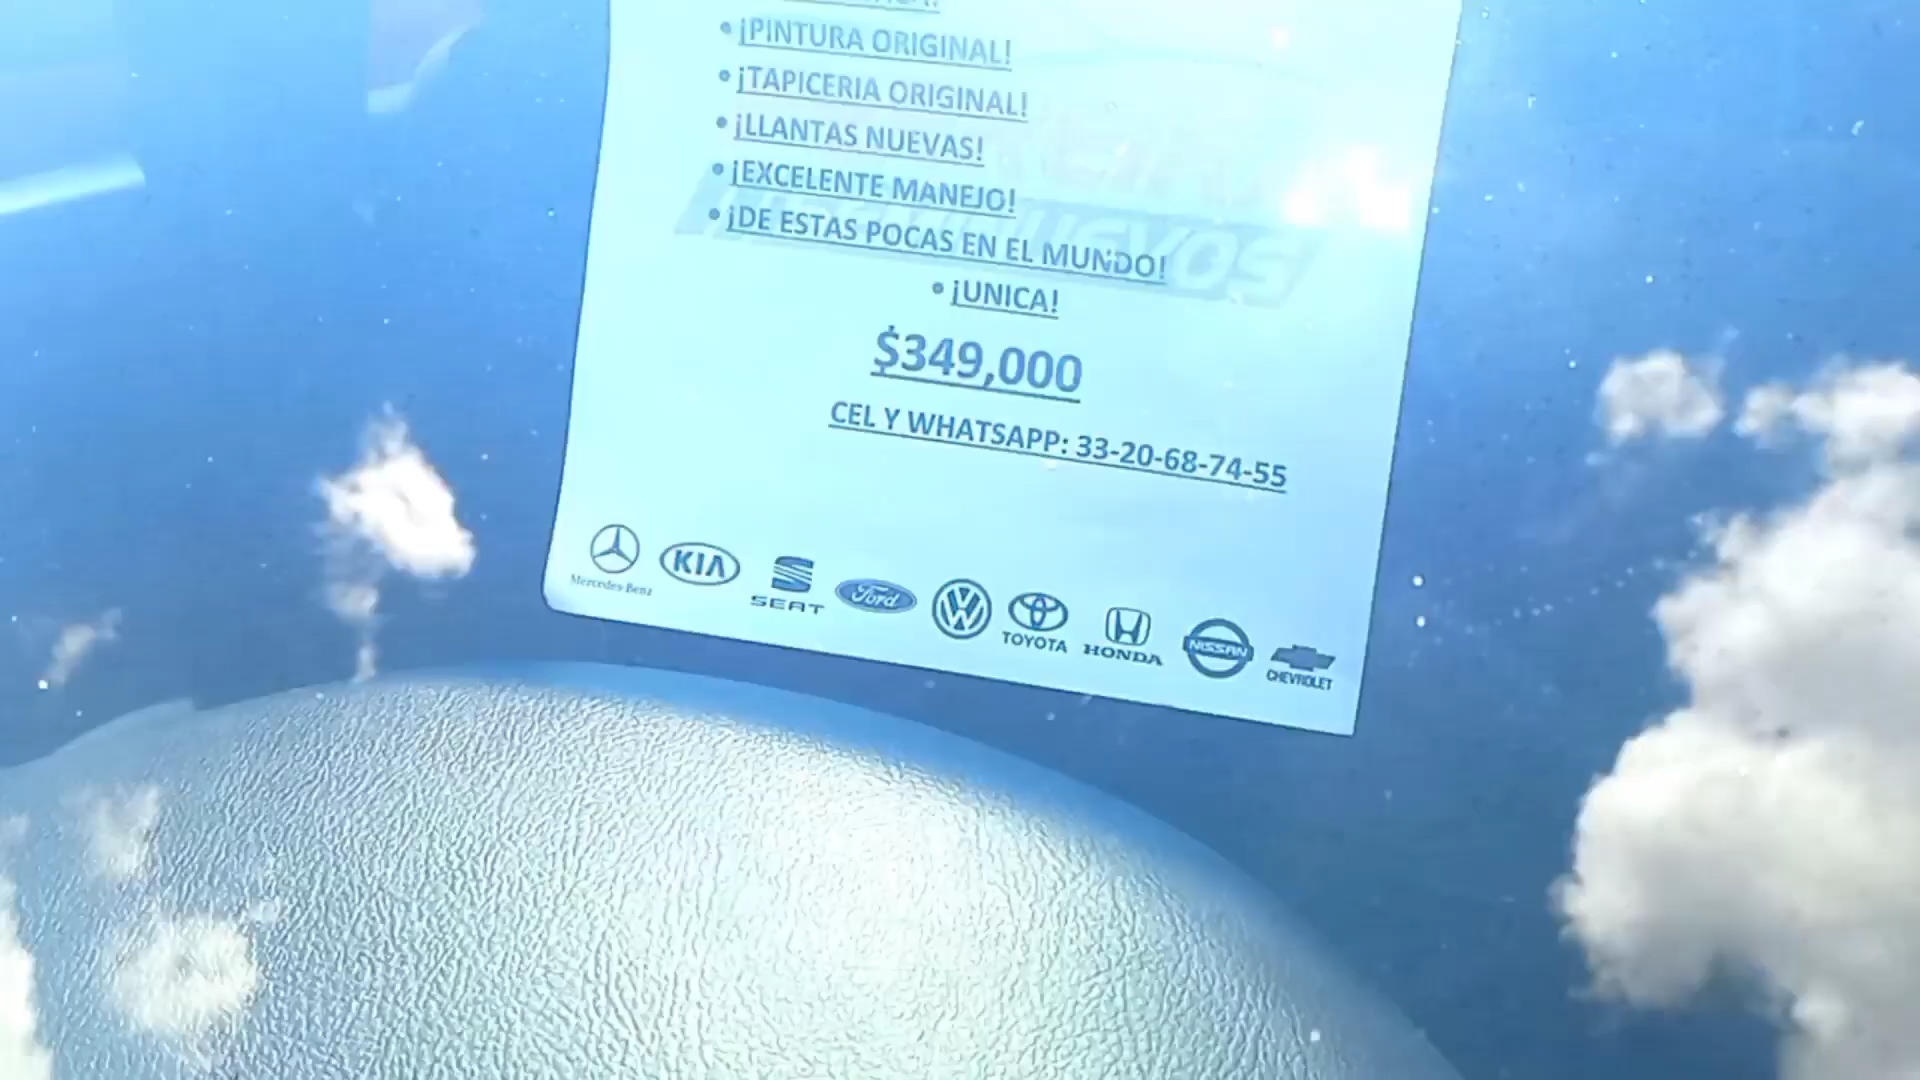 • ¡PINTURA ORIGINAL!
• ¡TAPICERIA ORIGINAL!
• ¡LLANTAS NUEVAS!
• ¡EXCELENTE MANEJO!
• ¡DE ESTAS POCAS EN EL MUNDO!
• ¡UNICA!
$349,000
CEL Y WHATSAPP: 33-20-68-74-55
Mercedes-Benz KIA SEAT Ford TOYOTA HONDA NISSAN CHEVROLET